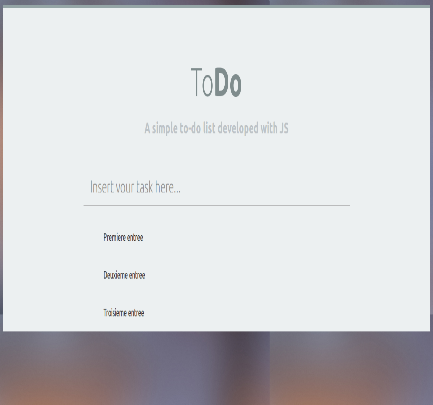 ToDo
A simple to-do list developed with JS
Insert your task here...
Premiere entree
Deuxieme entree
Troisieme entree